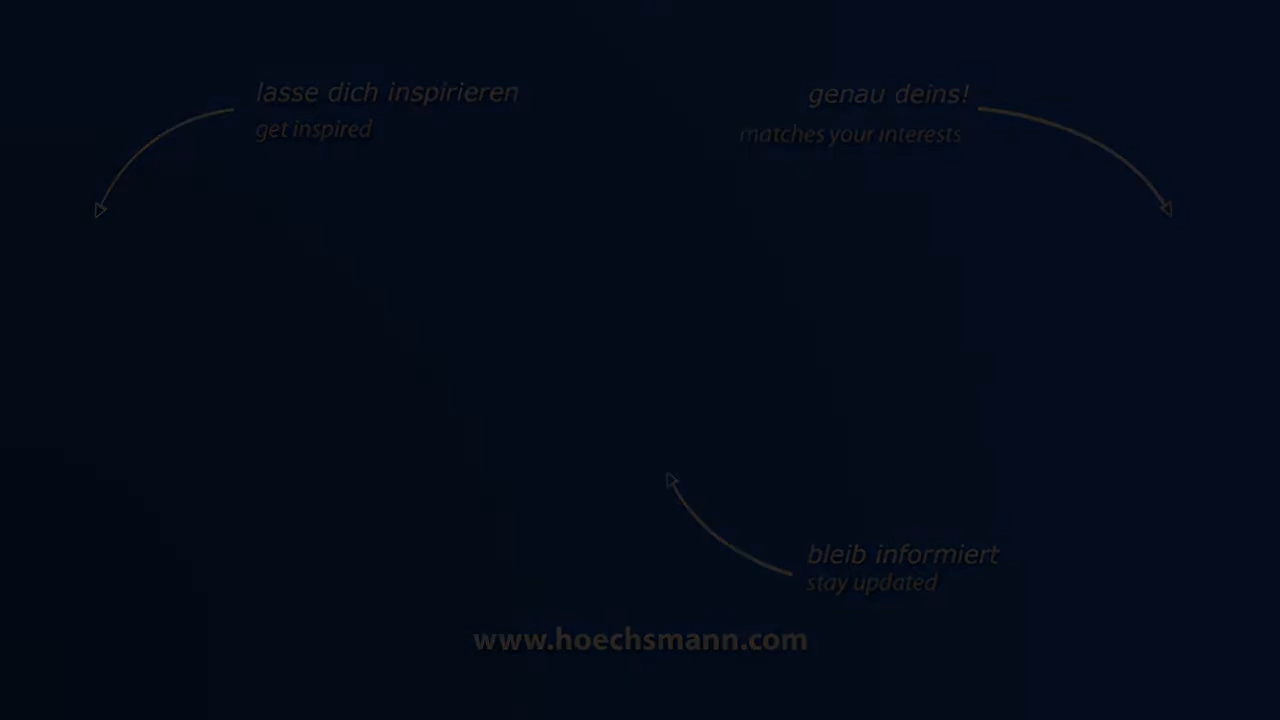 lasse dich inspirieren
get inspired
genau deins!
matches your interests
bleib informiert
stay updated
www.hoechsmann.com